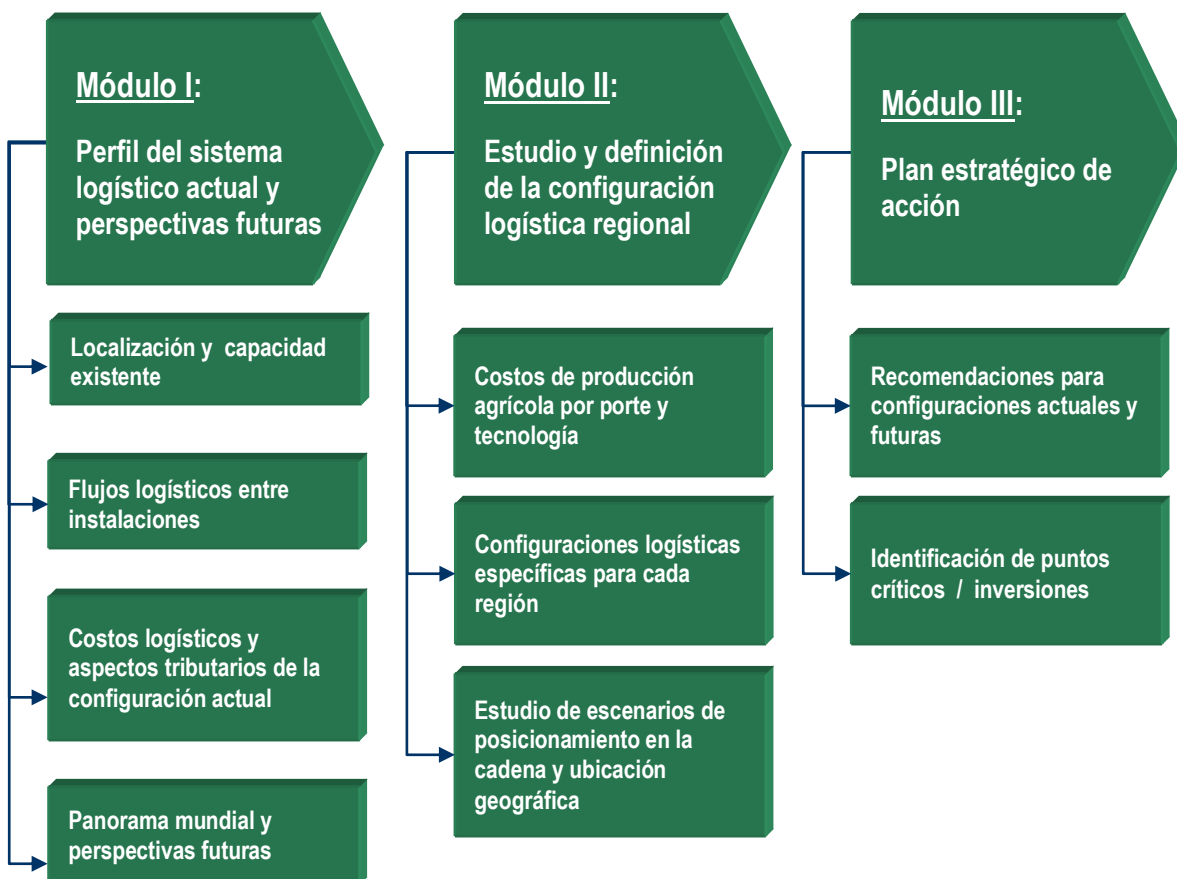 Módulo I:
Perfil del sistema
logístico actual y
perspectivas futuras
Localización y capacidad
existente
Flujos logísticos entre
instalaciones
Costos logísticos y
aspectos tributarios de la
configuración actual
Panorama mundial y
perspectivas futuras
Módulo II:
Estudio y definición
de la configuración
logística regional
Costos de producción
agrícola por porte y
tecnología
Configuraciones logísticas
específicas para cada
región
Estudio de escenarios de
posicionamiento en la
cadena y ubicación
geográfica
Módulo III:
Plan estratégico de
acción
Recomendaciones para
configuraciones actuales y
futuras
Identificación de puntos
críticos / inversiones